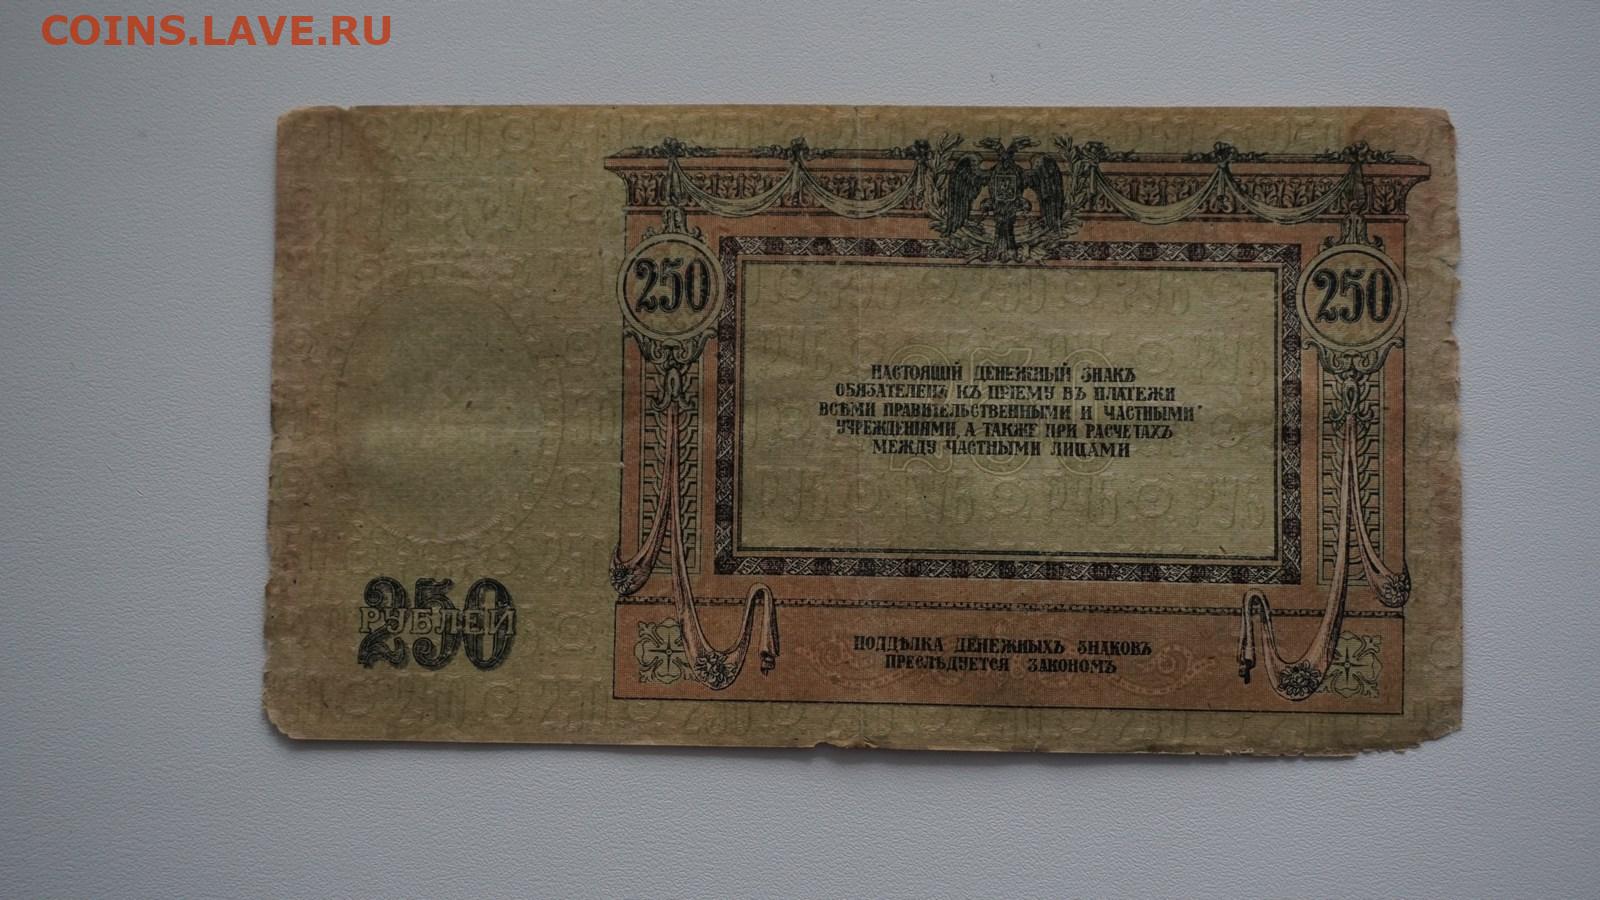 COINS.LAVE.RU
250
250
250
НАСТОЯЩІЙ ДЕНЕЖНЫЙ ЗНАКЪ
ОБЯЗАТЕЛЕНЪ КЪ ПРІЕМУ ВЪ ПЛАТЕЖИ
ВСѢМИ ПРАВИТЕЛЬСТВЕННЫМИ И ЧАСТНЫМИ
УЧРЕЖДЕНІЯМИ, А ТАКЖЕ ПРИ РАСЧЕТАХЪ
МЕЖДУ ЧАСТНЫМИ ЛИЦАМИ
250
РУБЛЕЙ
ПОДДѢЛКА ДЕНЕЖНЫХЪ ЗНАКОВЪ
ПРЕСЛѢДУЕТСЯ ЗАКОНОМЪ